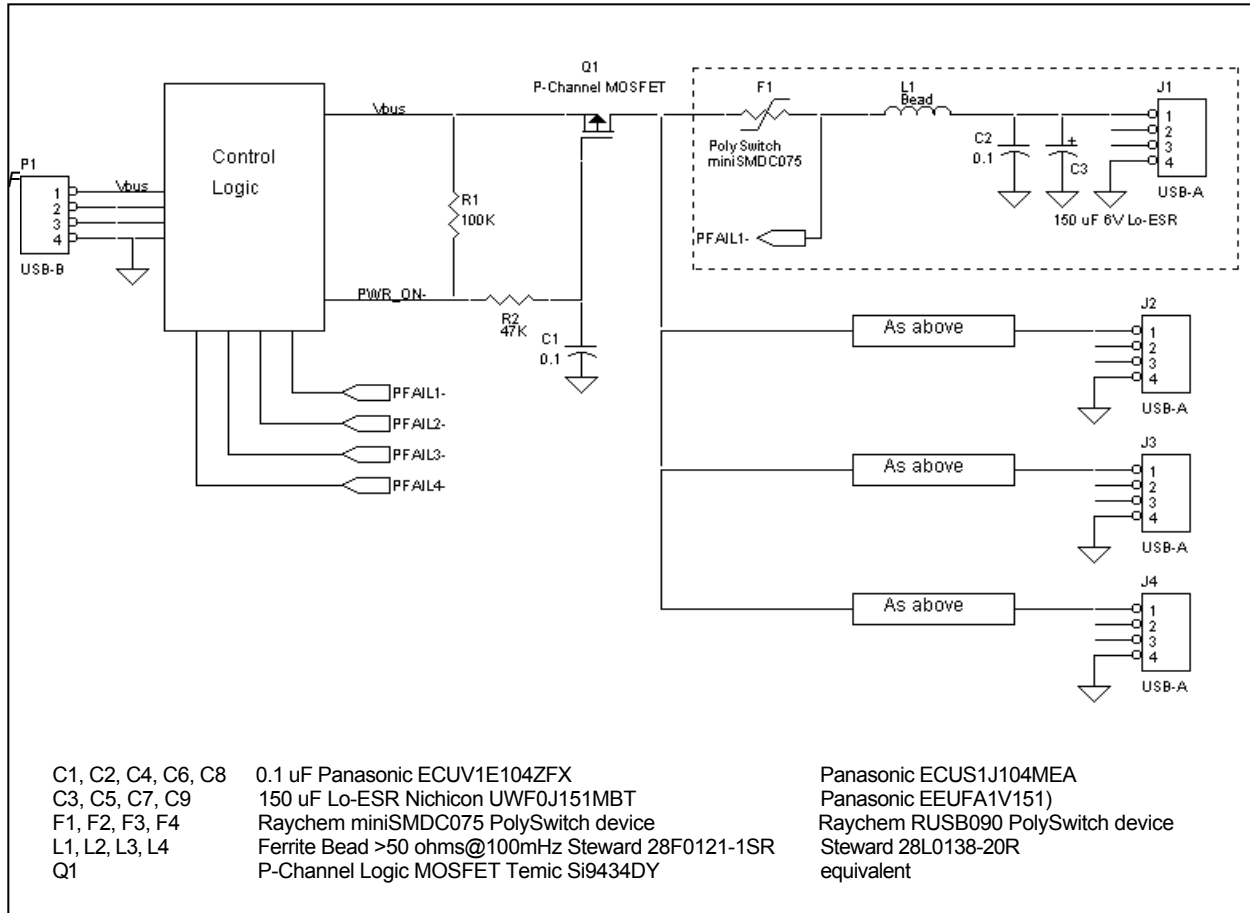 Q1
P-Channel MOSFET
F1
L1
Bead
J1
Vbus
1
2
3
4
USB-A
C2
0.1
+
C3
150 uF 6V Lo-ESR
Poly Switch
miniSMDC075
PFAIL1-
Control
Logic
P1
Vbus
1
2
3
4
USB-B
R1
100K
PWR_ON-
R2
47K
C1
0.1
PFAIL1-
PFAIL2-
PFAIL3-
PFAIL4-
J2
As above
1
2
3
4
USB-A
J3
As above
1
2
3
4
USB-A
J4
As above
1
2
3
4
USB-A
C1, C2, C4, C6, C8 0.1 uF Panasonic ECUV1E104ZFX Panasonic ECUS1J104MEA
C3, C5, C7, C9 150 uF Lo-ESR Nichicon UWF0J151MBT Panasonic EEUFA1V151)
F1, F2, F3, F4 Raychem miniSMDC075 PolySwitch device Raychem RUSB090 PolySwitch device
L1, L2, L3, L4 Ferrite Bead >50 ohms@100mHz Steward 28F0121-1SR Steward 28L0138-20R
Q1 P-Channel Logic MOSFET Temic Si9434DY equivalent